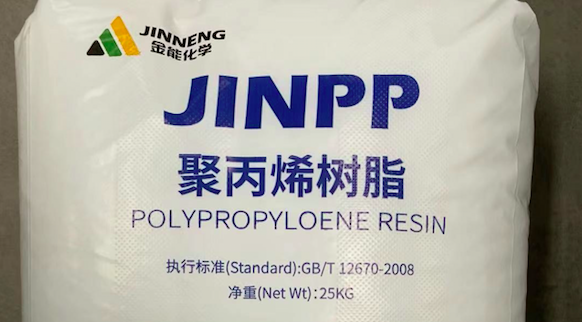 JINNENG
金能化学
JINPP
聚丙烯树脂
POLYPROPYLOENE RESIN
执行标准(Standard):GB/T 12670-2008
净重(Net Wt):25KG